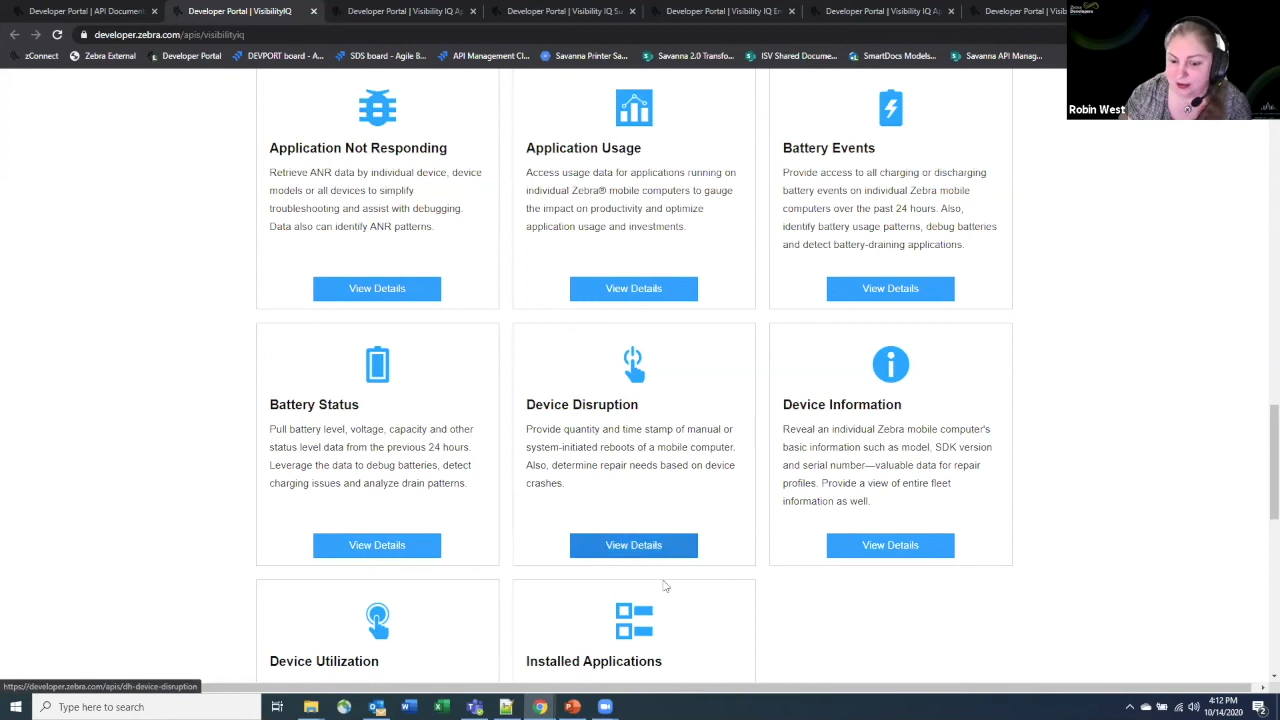 Developer Portal | API Document
Developer Portal | VisibilityIQ
Developer Portal | Visibility IQ Ap
Developer Portal | Visibility IQ Su
Developer Portal | Visibility IQ En
Developer Portal | Visibility IQ Ap
Developer Portal | Visib
developer.zebra.com/apis/visibilityiq
zConnect
Zebra External
Developer Portal
DEVPORT board - A...
SDS board - Agile B...
API Management Cl...
Savanna Printer Sa...
Savanna 2.0 Transfo...
ISV Shared Docume...
SmartDocs Models...
Savanna API Manag...
Zebra
Developers
Robin West
Application Not Responding
Retrieve ANR data by individual device, device
models or all devices to simplify
troubleshooting and assist with debugging.
Data also can identify ANR patterns.
View Details
Application Usage
Access usage data for applications running on
individual Zebra® mobile computers to gauge
the impact on productivity and optimize
application usage and investments.
View Details
Battery Events
Provide access to all charging or discharging
battery events on individual Zebra mobile
computers over the past 24 hours. Also,
identify battery usage patterns, debug batteries
and detect battery-draining applications.
View Details
Battery Status
Pull battery level, voltage, capacity and other
status level data from the previous 24 hours.
Leverage the data to debug batteries, detect
charging issues and analyze drain patterns.
View Details
Device Disruption
Provide quantity and time stamp of manual or
system-initiated reboots of a mobile computer.
Also, determine repair needs based on device
crashes.
View Details
Device Information
Reveal an individual Zebra mobile computer's
basic information such as model, SDK version
and serial number—valuable data for repair
profiles. Provide a view of entire fleet
information as well.
View Details
Device Utilization
Installed Applications
https://developer.zebra.com/apis/dh-device-disruption
Type here to search
4:12 PM
10/14/2020
2